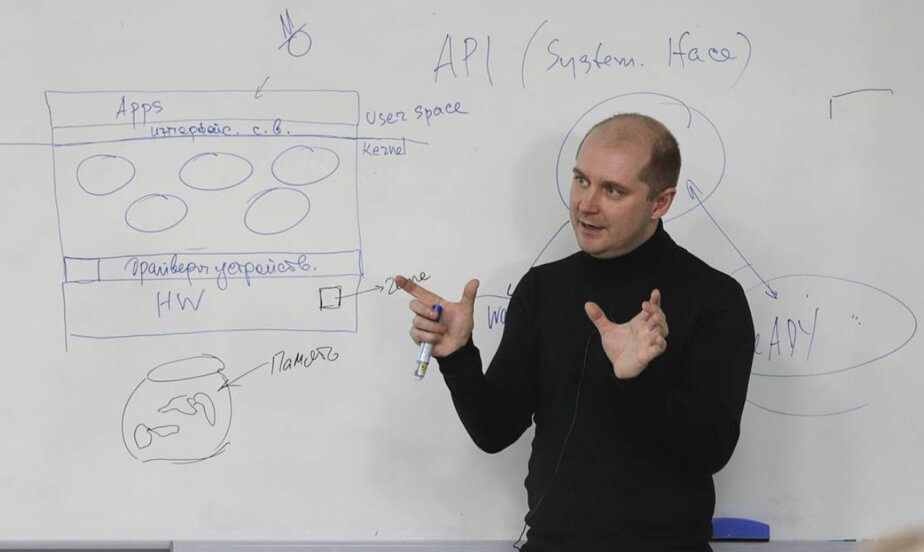 API (System. Iface)
Apps
User space
интерфейс. с. в.
Kernel
Драйверы устройств.
HW
Память